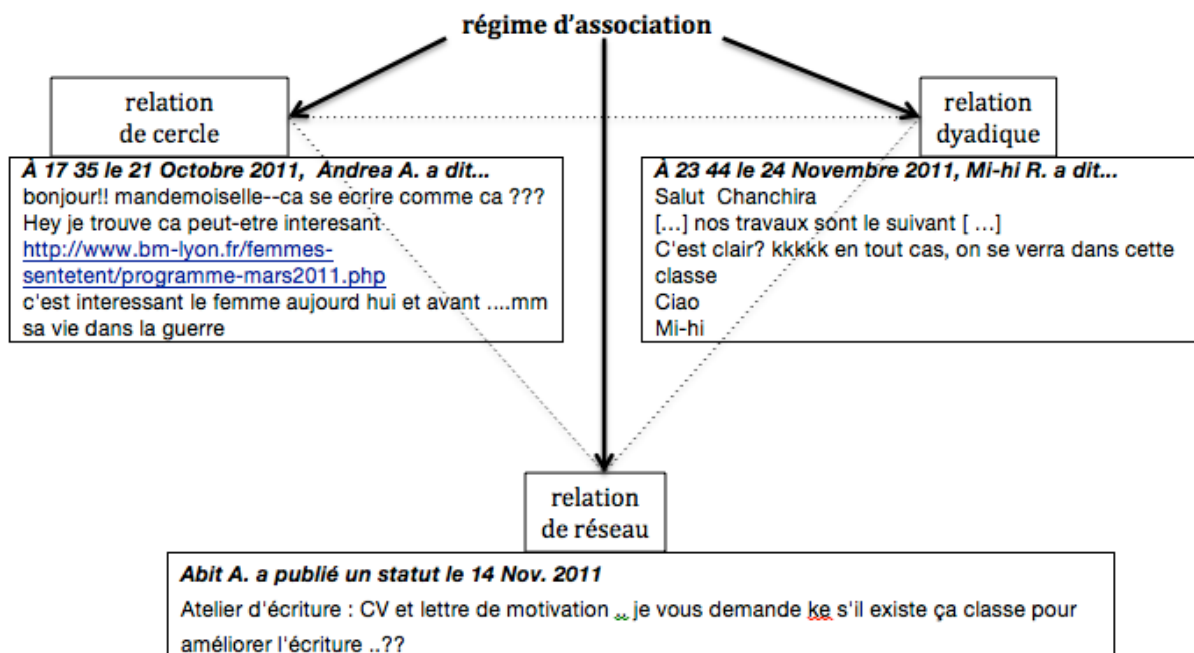 régime d'association
relation
de cercle
relation
dyadique
À 17 35 le 21 Octobre 2011, Andrea A. a dit...
bonjour!! mandemoiselle--ca se ecrire comme ca ???
Hey je trouve ca peut-etre interesant
http://www.bm-lyon.fr/femmes-
sentetent/programme-mars2011.php
c'est interessant le femme aujourd hui et avant ....mm
sa vie dans la guerre
À 23 44 le 24 Novembre 2011, Mi-hi R. a dit...
Salut Chanchira
[...] nos travaux sont le suivant [ ...]
C'est clair? kkkkk en tout cas, on se verra dans cette
classe
Ciao
Mi-hi
relation
de réseau
Abit A. a publié un statut le 14 Nov. 2011
Atelier d'écriture : CV et lettre de motivation .. je vous demande ke s'il existe ça classe pour
améliorer l'écriture ..??